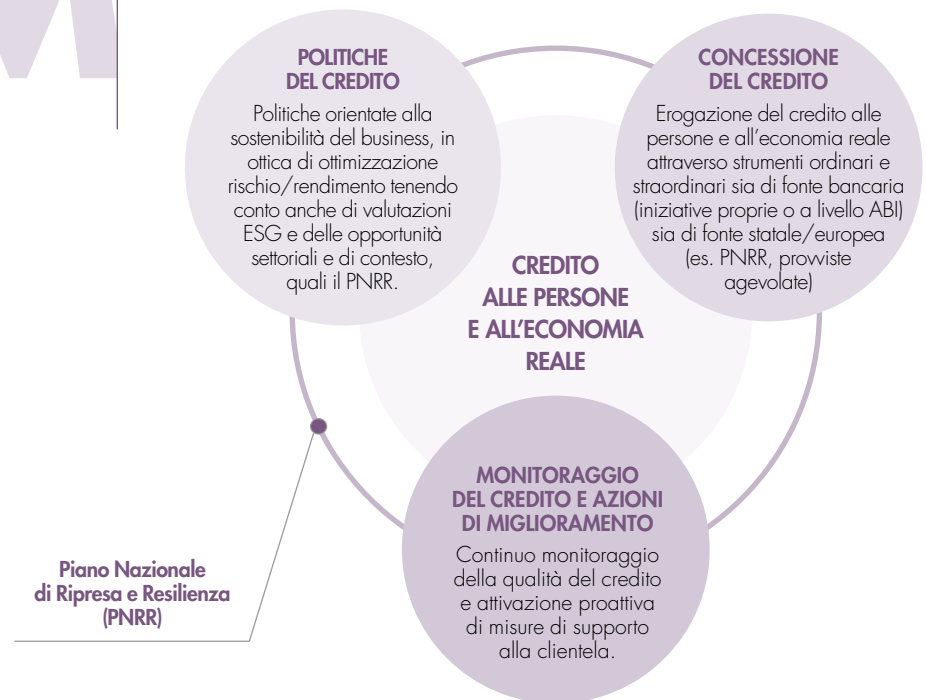 POLITICHE
DEL CREDITO
Politiche orientate alla
sostenibilità del business, in
ottica di ottimizzazione
rischio/rendimento tenendo
conto anche di valutazioni
ESG e delle opportunità
settoriali e di contesto,
quali il PNRR.
CONCESSIONE
DEL CREDITO
Erogazione del credito alle
persone e all'economia reale
attraverso strumenti ordinari e
straordinari sia di fonte bancaria
(iniziative proprie o a livello ABI)
sia di fonte statale/europea
(es. PNRR, provviste
agevolate)
CREDITO
ALLE PERSONE
E ALL'ECONOMIA
REALE
MONITORAGGIO
DEL CREDITO E AZIONI
DI MIGLIORAMENTO
Continuo monitoraggio
della qualità del credito
e attivazione proattiva
di misure di supporto
alla clientela.
Piano Nazionale
di Ripresa e Resilienza
(PNRR)